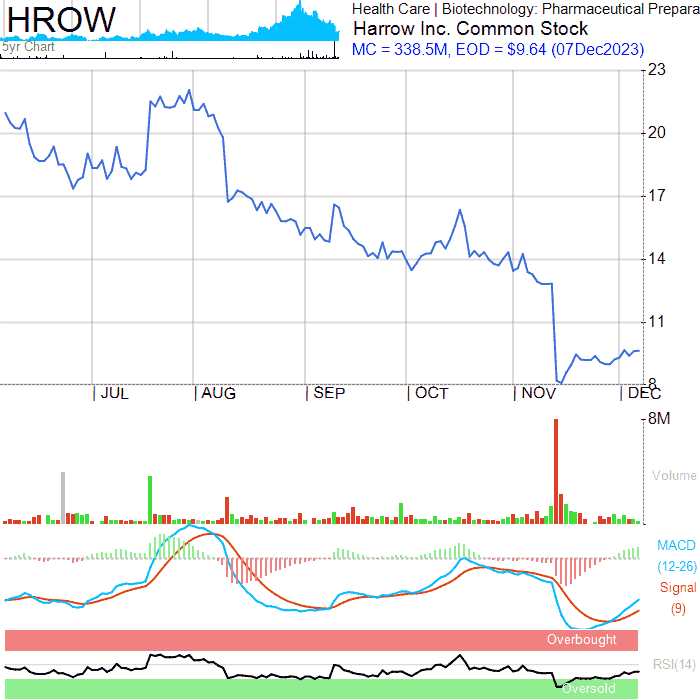 HROW
5yr Chart
Health Care | Biotechnology: Pharmaceutical Prepara
Harrow Inc. Common Stock
MC = 338.5M, EOD = $9.64 (07Dec2023)
23
20
17
14
11
8
JUL AUG SEP OCT NOV DEC
8M
Volume
MACD
(12-26)
Signal
(9)
Overbought
RSI(14)
Oversold